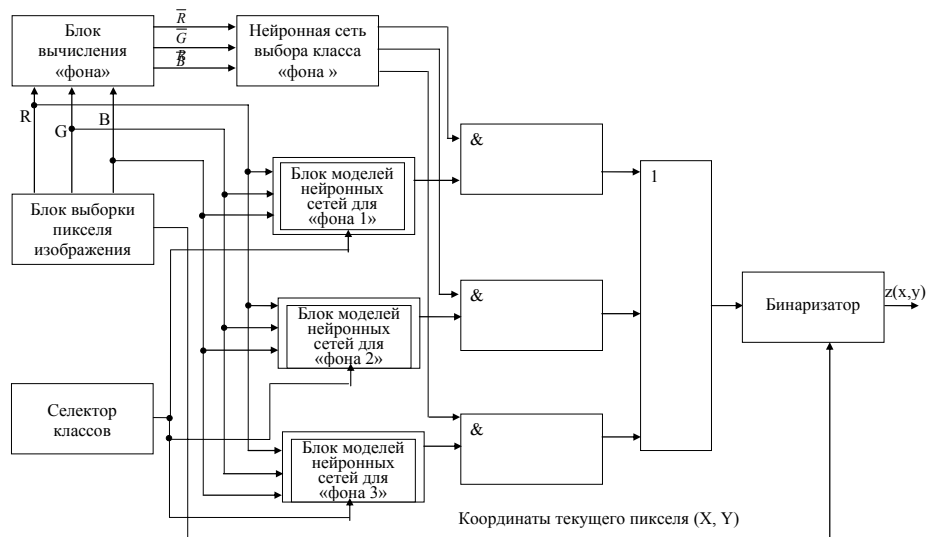 Блок
вычисления
«фона»
R̅
G̅
B̅
Нейронная сеть
выбора класса
«фона »
R
G
B
&
Блок моделей
нейронных
сетей для
«фона 1»
1
Блок выборки
пикселя
изображения
&
Бинаризатор
z(x,y)
Блок моделей
нейронных
сетей для
«фона 2»
Селектор
классов
&
Блок моделей
нейронных
сетей для
«фона 3»
Координаты текущего пикселя (X, Y)